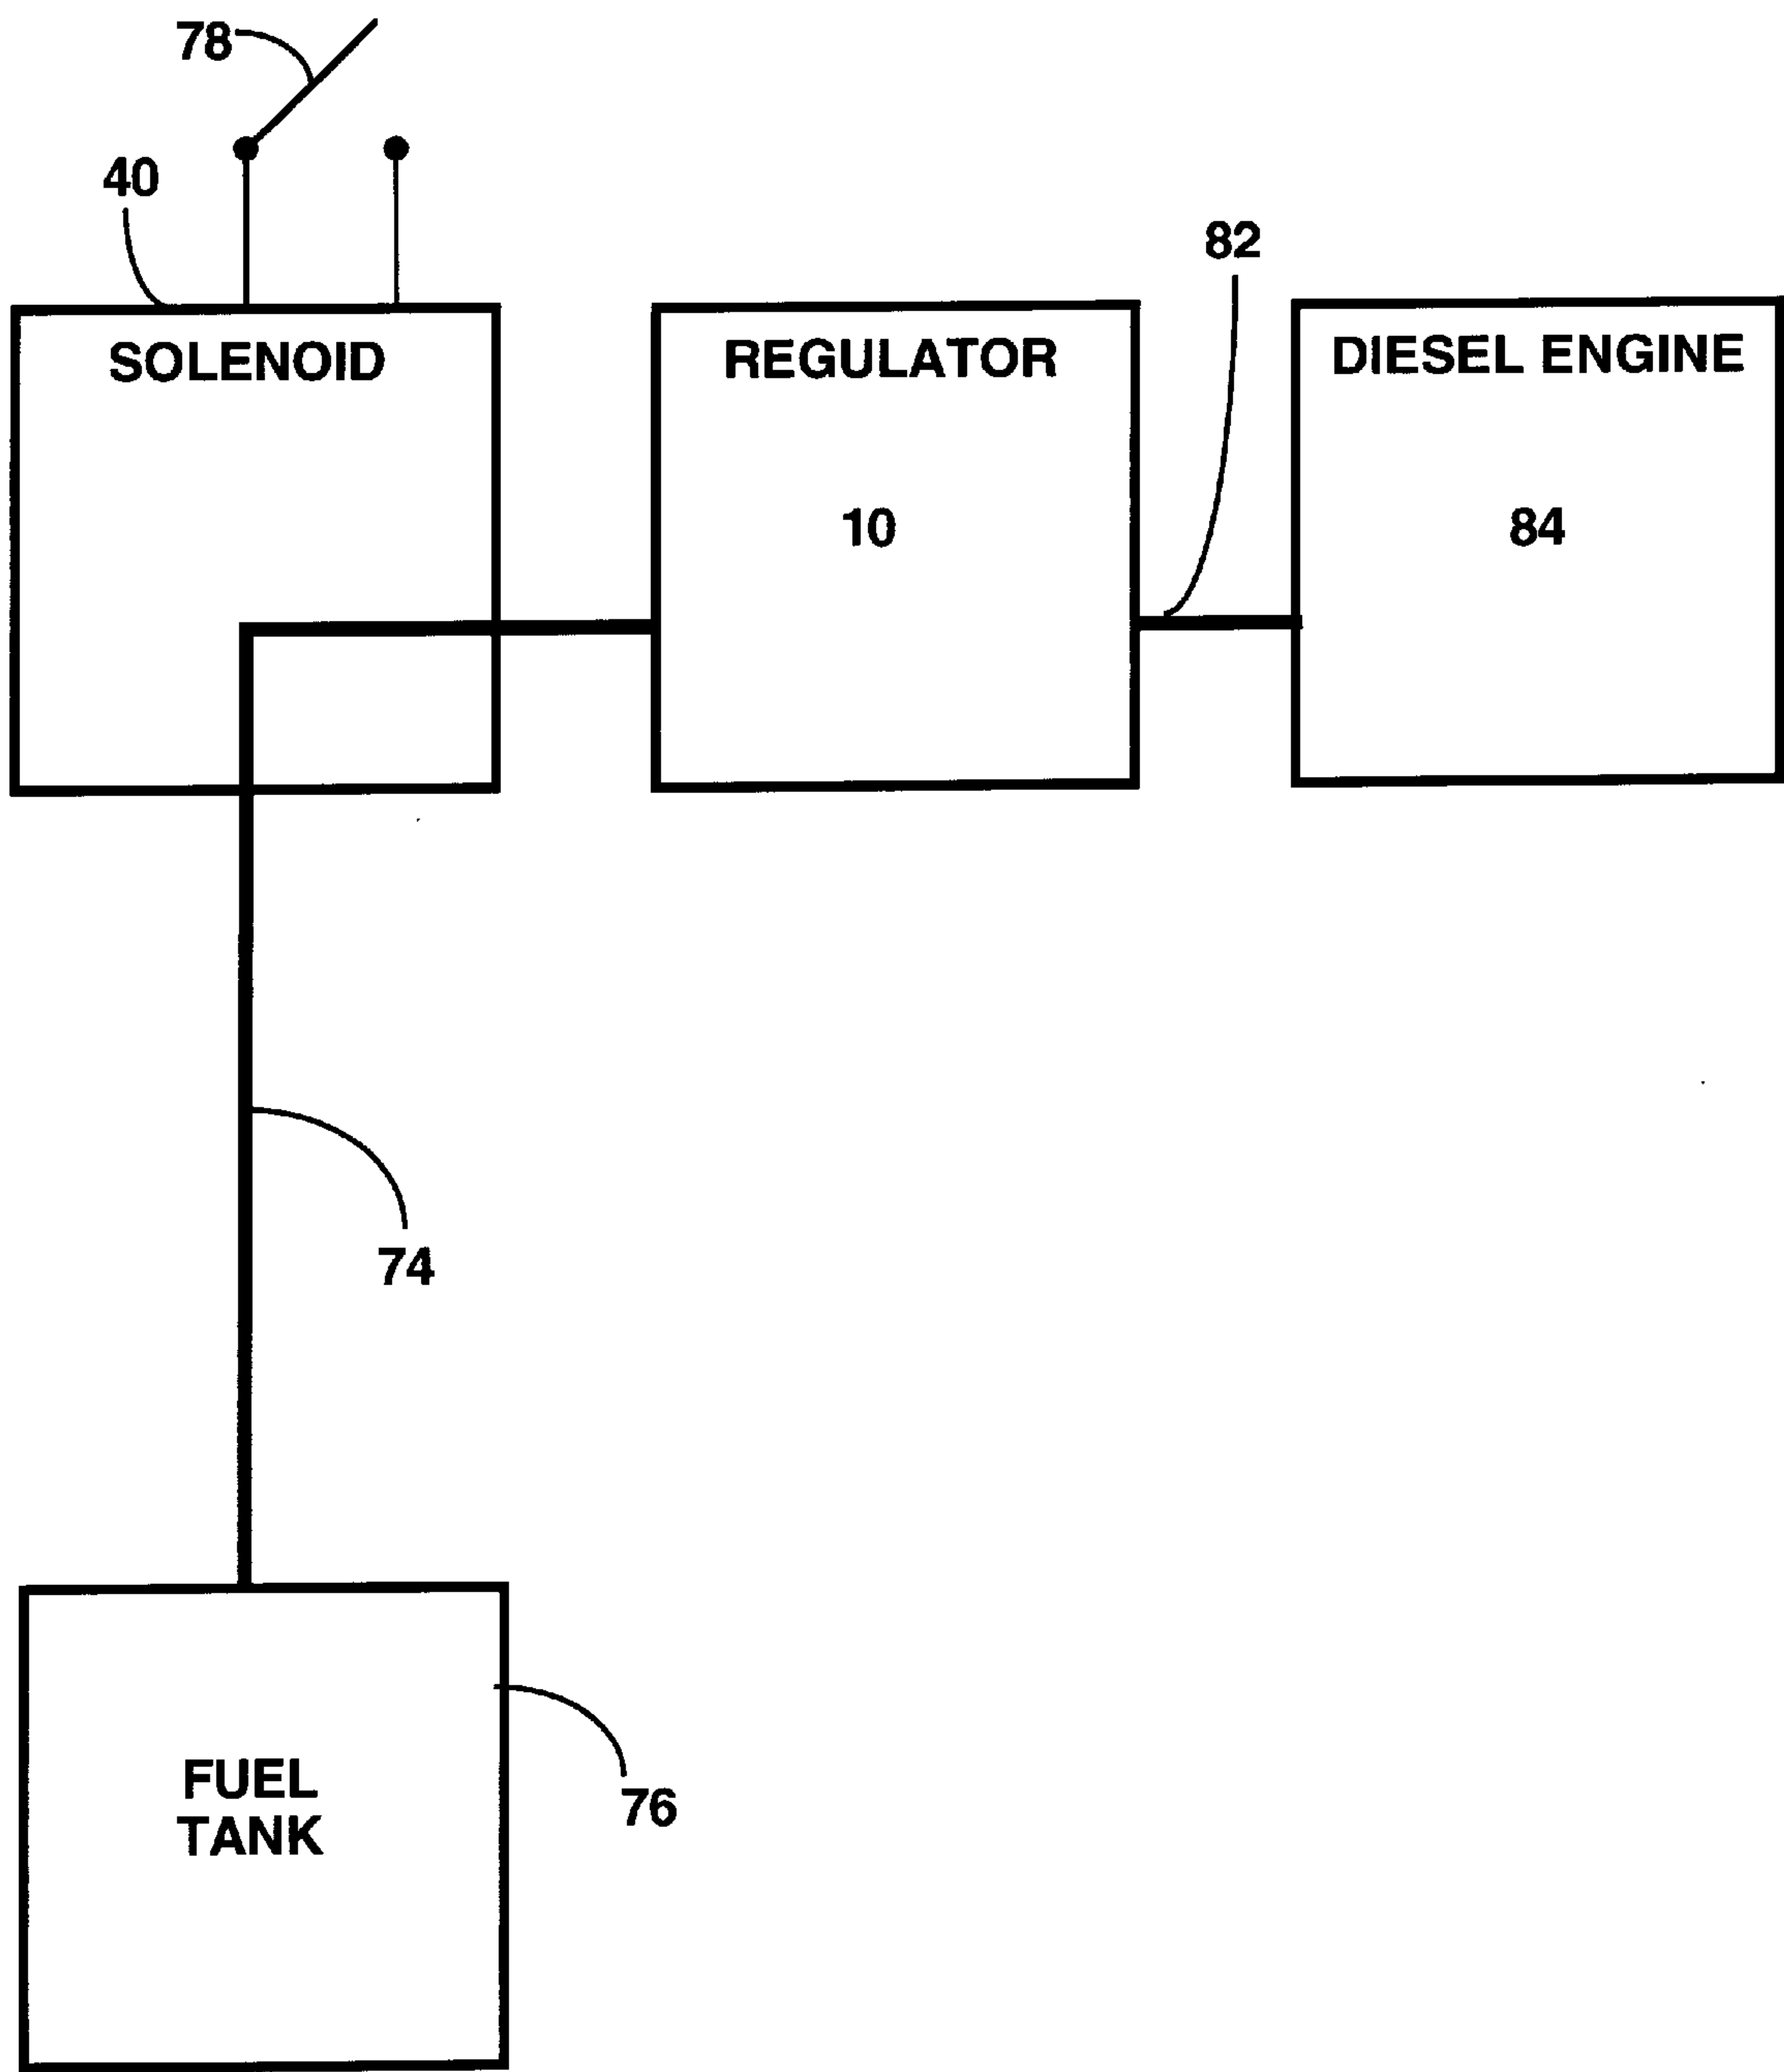 78
40
82
SOLENOID
REGULATOR
DIESEL ENGINE
10
84
74
FUEL
TANK
76